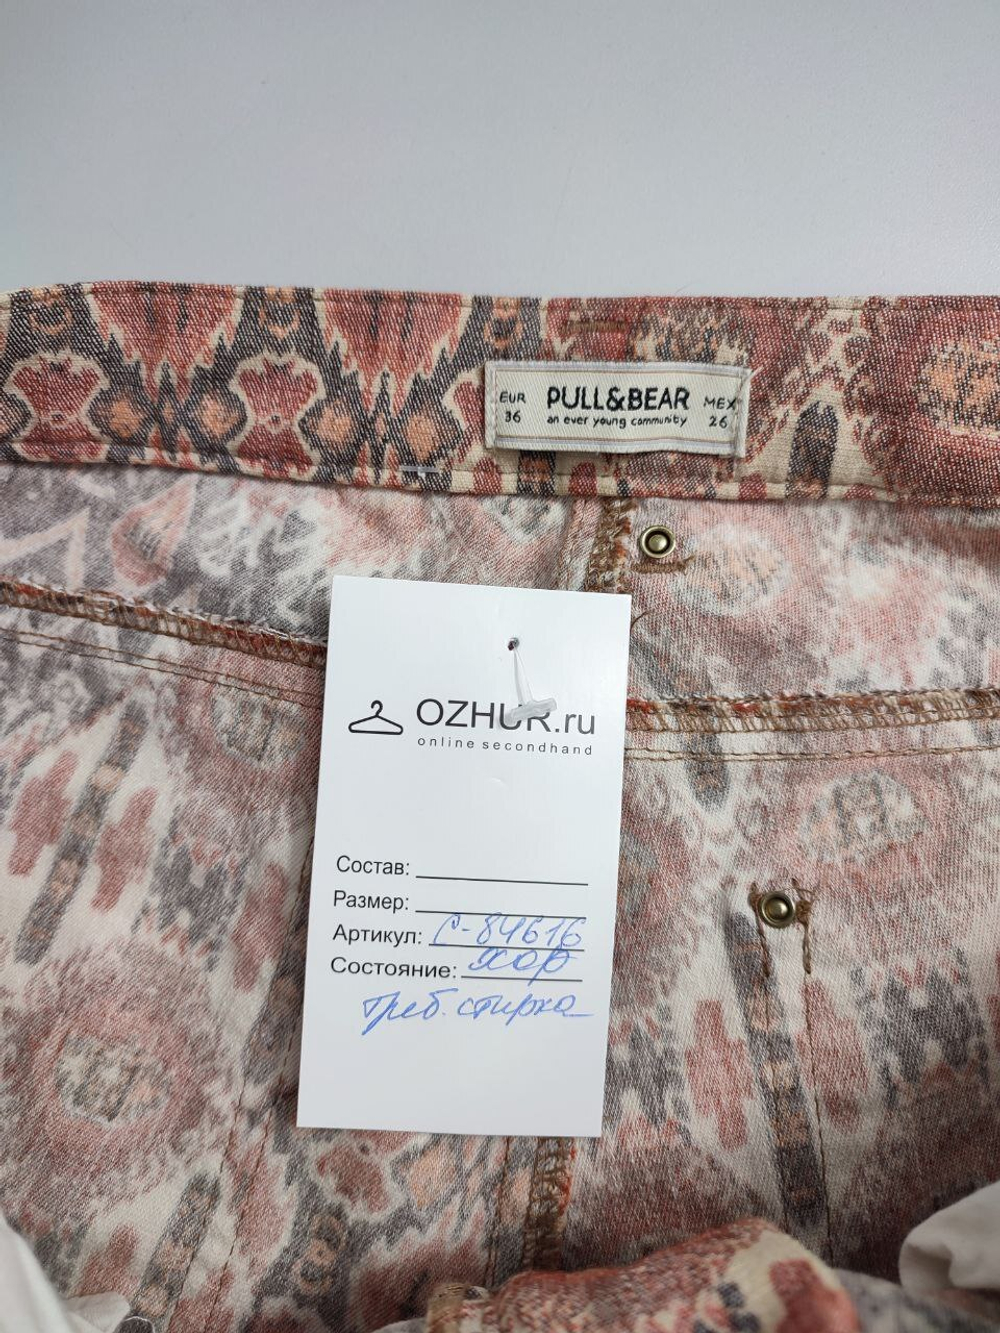 EUR 36 PULL&BEAR an ever young community MEX 26
OZHUR.ru
online secondhand
Состав:
Размер:
Артикул: С-84616
Состояние: хор
треб. стирка